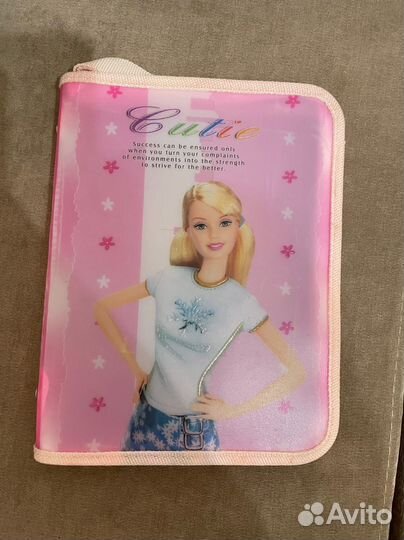 Cutie
Success can be ensured only
when you turn your complaints
of environments into the strength
to strive for the better.
Avito